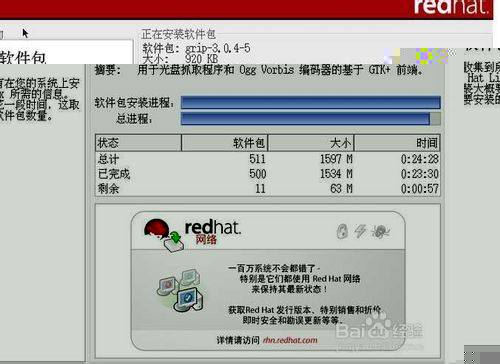 redhat.
正在安装软件包
软件包: grip-3.0.4-5
大小: 920 KB
软件包
摘要: 用于光盘抓取程序和 Ogg Vorbis 编码器的基于 GTK+ 前端。
有在您的系统上安
x 所需的信息。
花一段时间,这取
软件包数量。
收集到所
Hat Li
装大概要
要安装的
软件包安装进程:
总进程:
状态 软件包 大小 时间
总计 511 1597 M 0:24:28
已完成 500 1534 M 0:23:30
剩余 11 63 M 0:00:57
redhat.
网络
一百万系统不会都错了-
特别是它们都使用 Red Hat 网络
来保持其最新状态!
获取Red Hat 发行版本、特别销售和折价
即时安全和勘误更新等等.
详情请访问 rhn.redhat.com
Baidu 经验